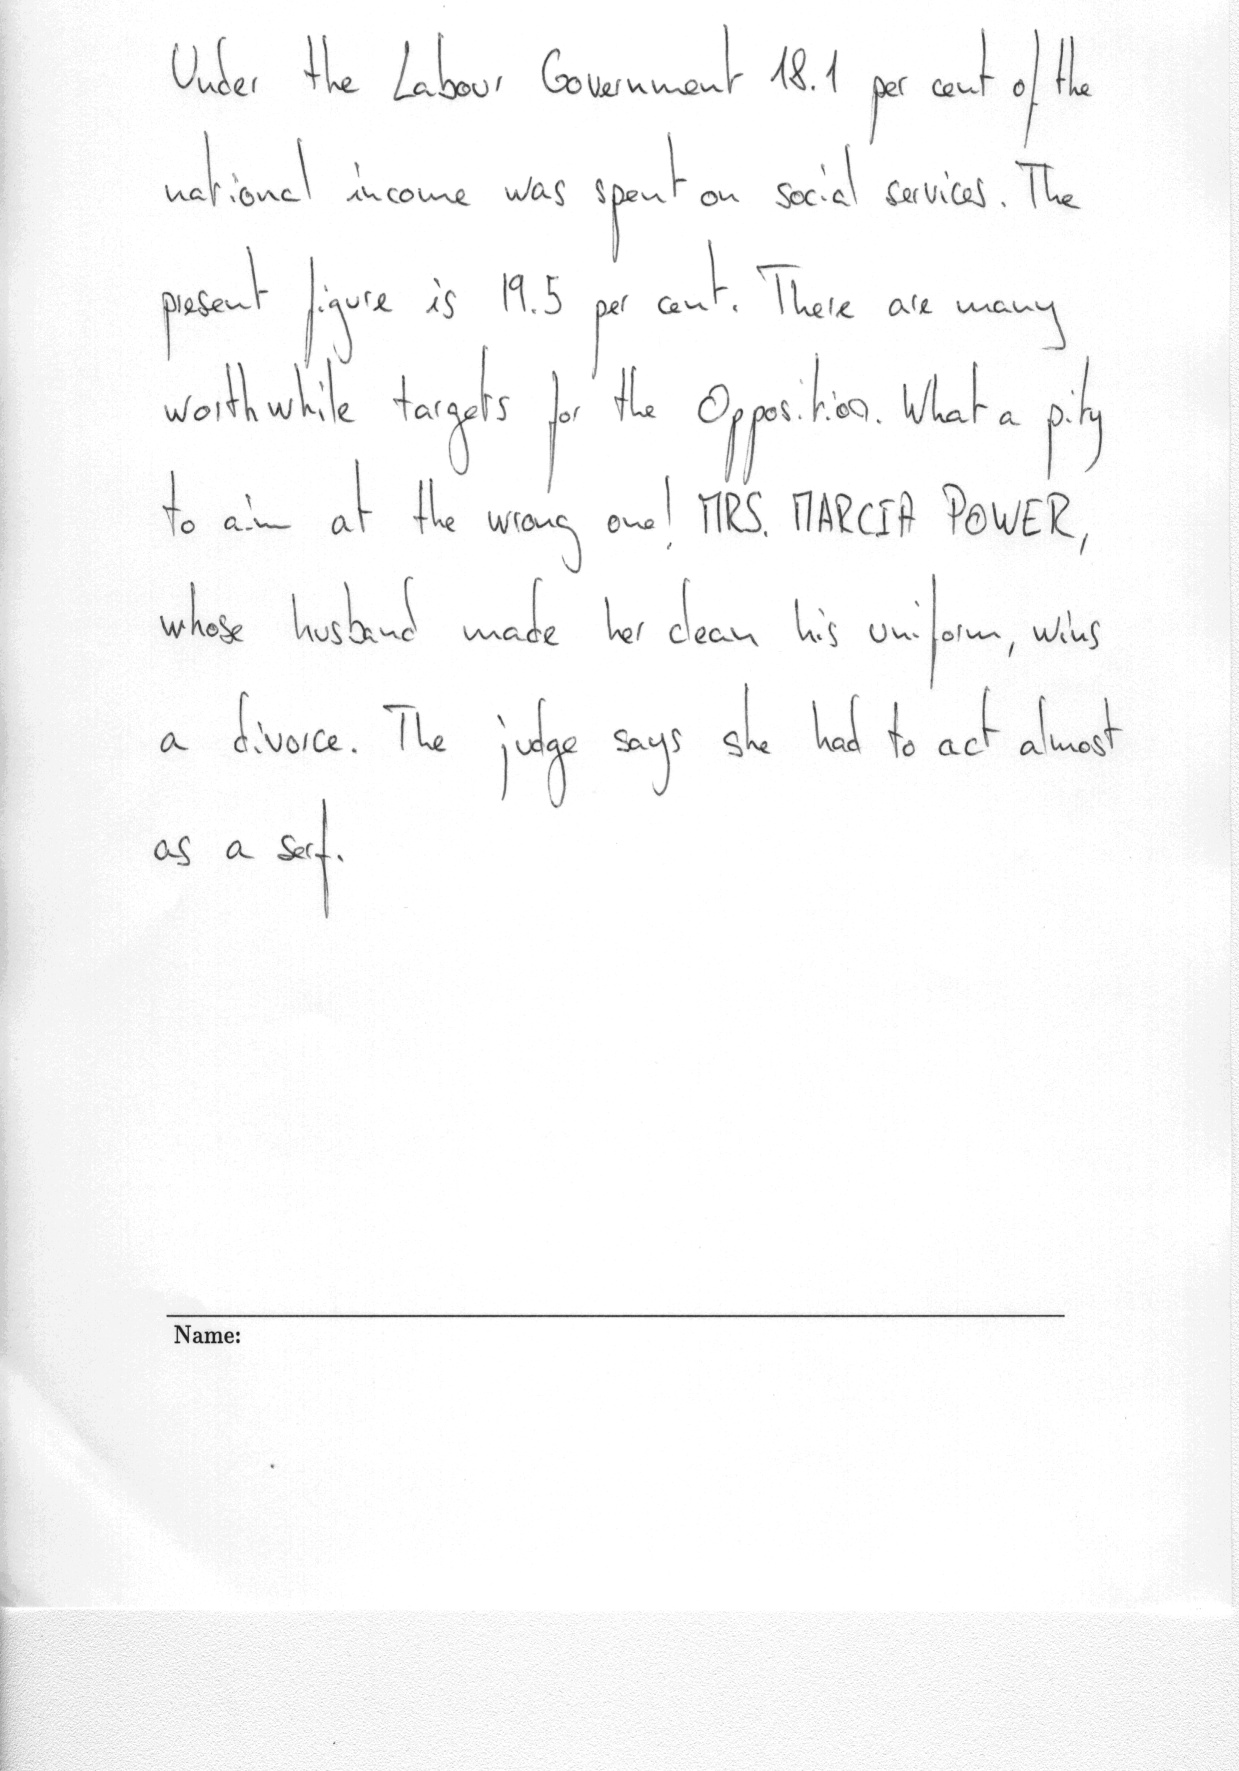 Under the Labour Government 18.1 per cent of the
national income was spent on social services. The
present figure is 19.5 per cent. There are many
worthwhile targets for the Opposition. What a pity
to aim at the wrong one! MRS. MARCIA POWER,
whose husband made her clean his uniform, wins
a divorce. The judge says she had to act almost
as a serf.
Name: